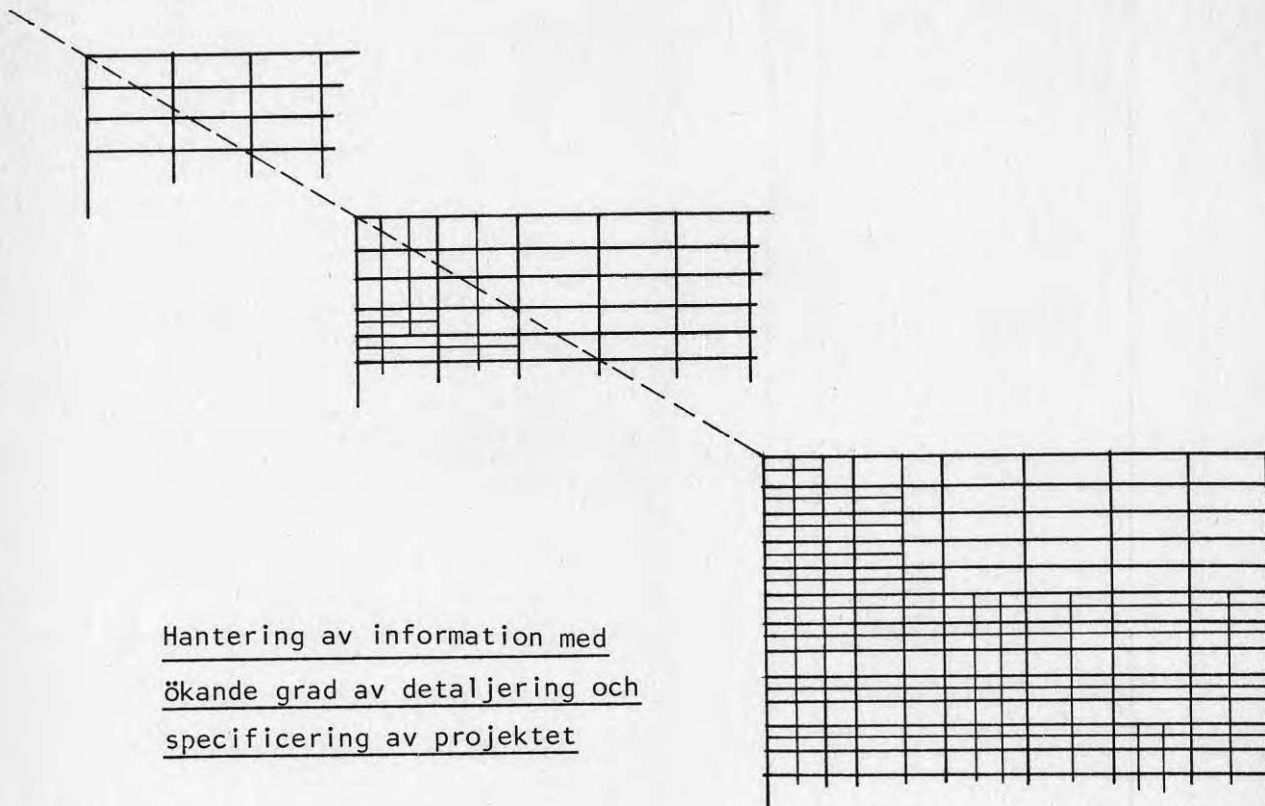 Hantering av information med
ökande grad av detaljering och
specificering av projektet